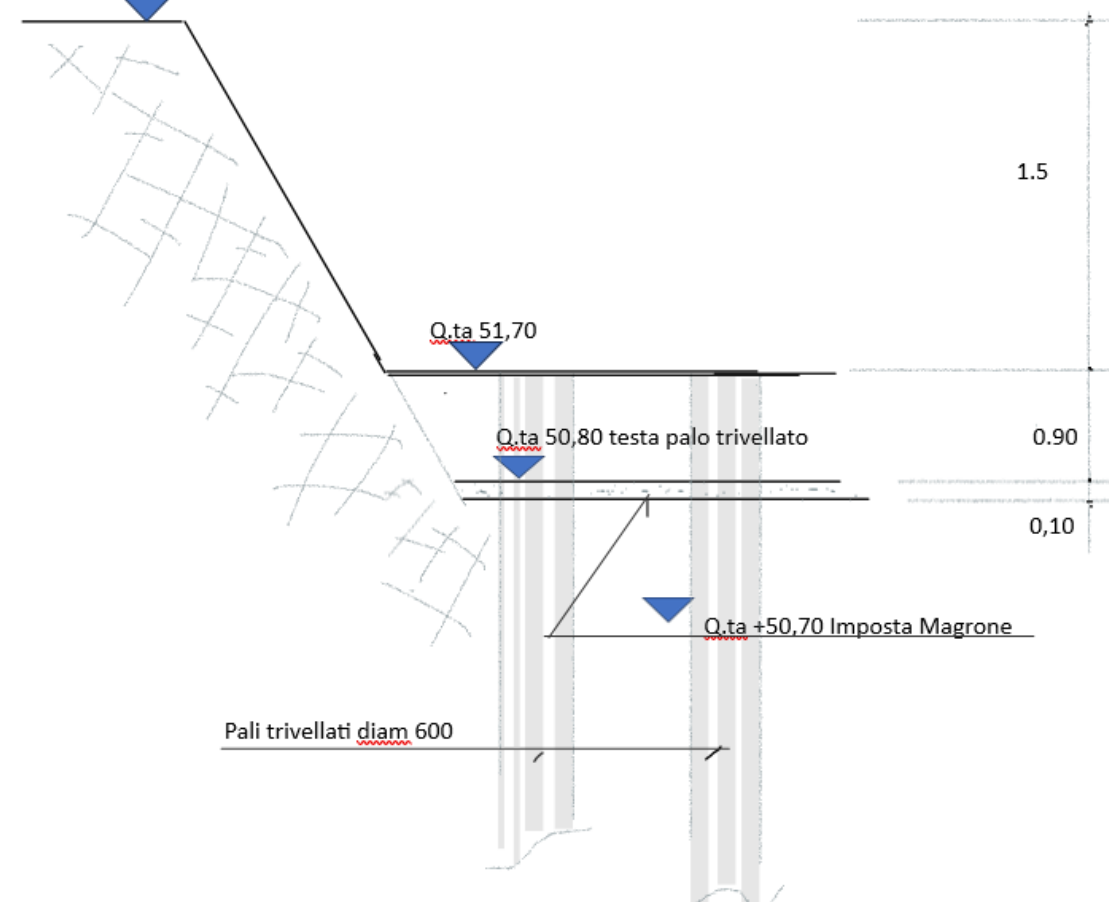 1.5
Q.ta 51,70
Q.ta 50,80 testa palo trivellato
0.90
0,10
Q.ta +50,70 Imposta Magrone
Pali trivellati diam 600